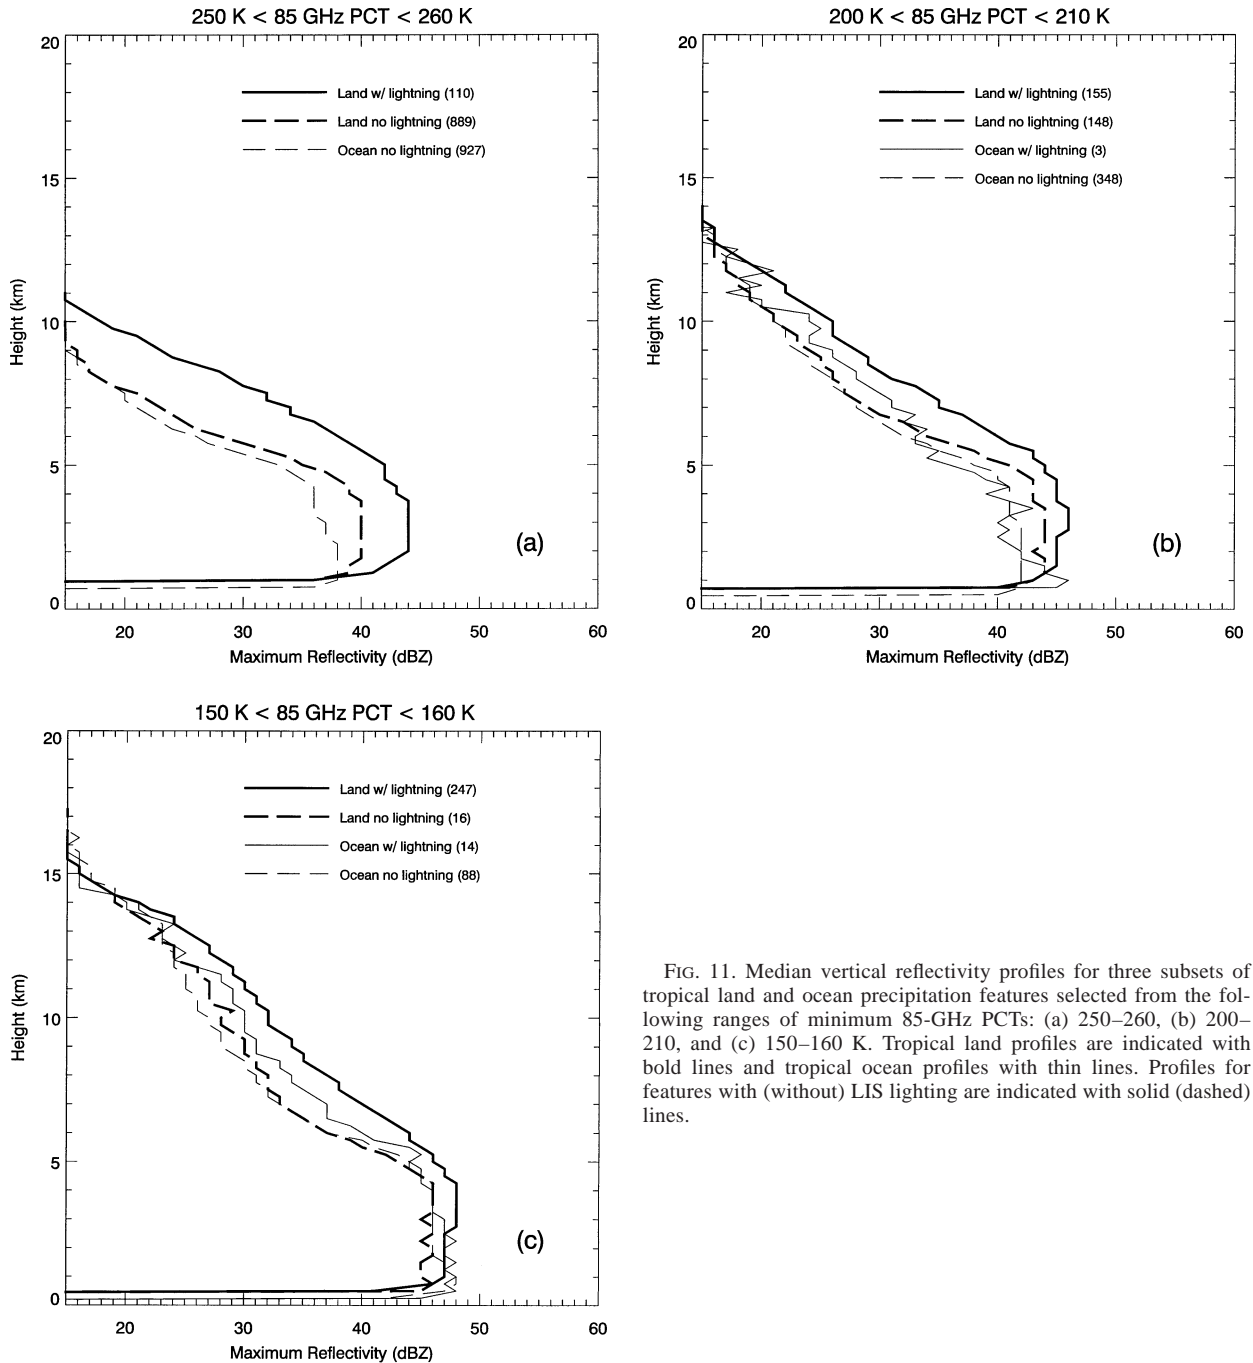 250 K < 85 GHz PCT < 260 K
20
15
10
5
0
Height (km)
Land w/ lightning (110)
Land no lightning (889)
Ocean no lightning (927)
(a)
20 30 40 50 60
Maximum Reflectivity (dBZ)
200 K < 85 GHz PCT < 210 K
20
15
10
5
0
Height (km)
Land w/ lightning (155)
Land no lightning (148)
Ocean w/ lightning (3)
Ocean no lightning (348)
(b)
20 30 40 50 60
Maximum Reflectivity (dBZ)
150 K < 85 GHz PCT < 160 K
20
15
10
5
0
Height (km)
Land w/ lightning (247)
Land no lightning (16)
Ocean w/ lightning (14)
Ocean no lightning (88)
(c)
20 30 40 50 60
Maximum Reflectivity (dBZ)
FIG. 11. Median vertical reflectivity profiles for three subsets of
tropical land and ocean precipitation features selected from the fol-
lowing ranges of minimum 85-GHz PCTs: (a) 250–260, (b) 200–
210, and (c) 150–160 K. Tropical land profiles are indicated with
bold lines and tropical ocean profiles with thin lines. Profiles for
features with (without) LIS lighting are indicated with solid (dashed)
lines.